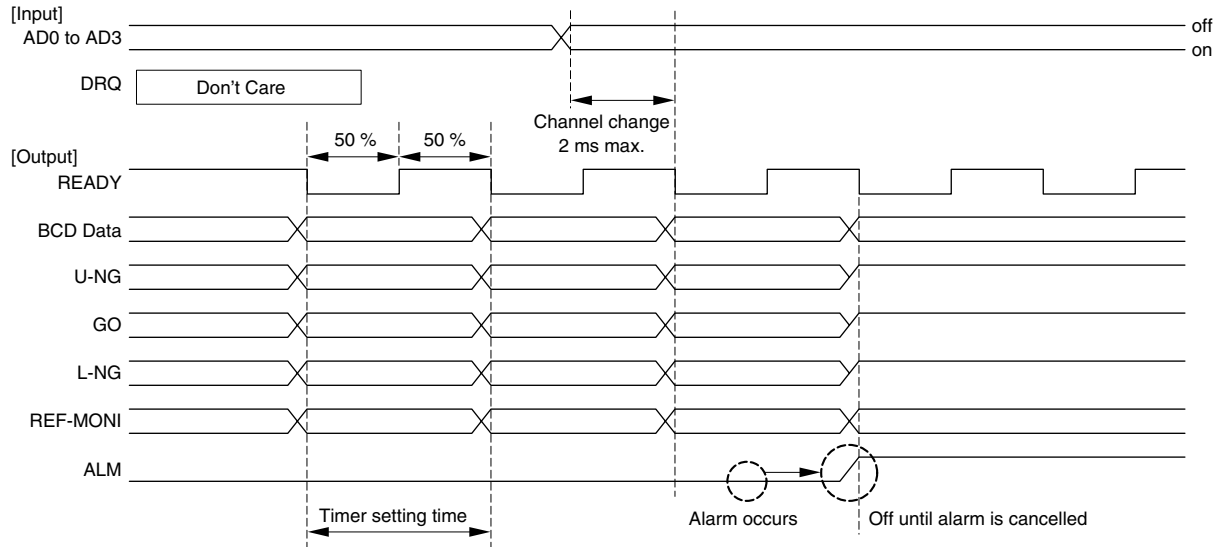 [Input]
AD0 to AD3
off
on
DRQ
Don't Care
Channel change
2 ms max.
50 %
50 %
[Output]
READY
BCD Data
U-NG
GO
L-NG
REF-MONI
ALM
Timer setting time
Alarm occurs
Off until alarm is cancelled